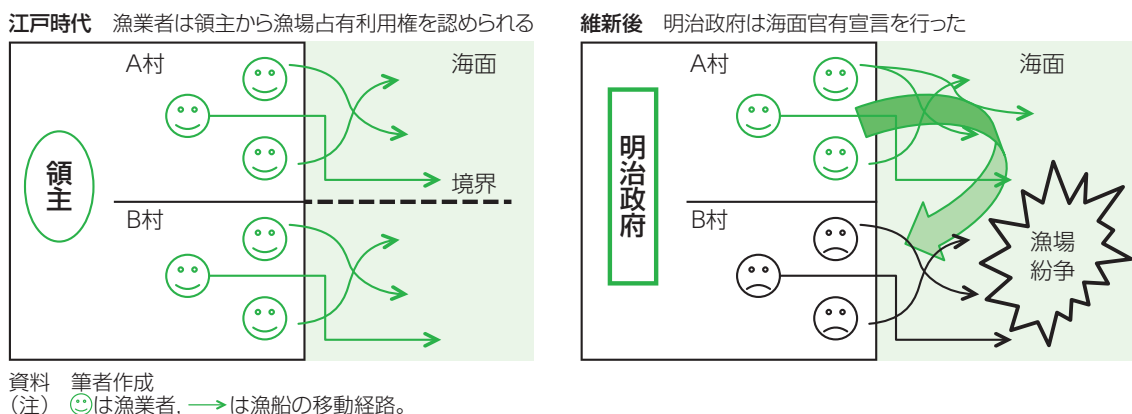 江戸時代 漁業者は領主から漁場占有利用権を認められる
A村
海面
領主
境界
B村
維新後 明治政府は海面官有宣言を行った
A村
海面
明治政府
B村
漁場
紛争
資料 筆者作成
(注) は漁業者，→は漁船の移動経路。